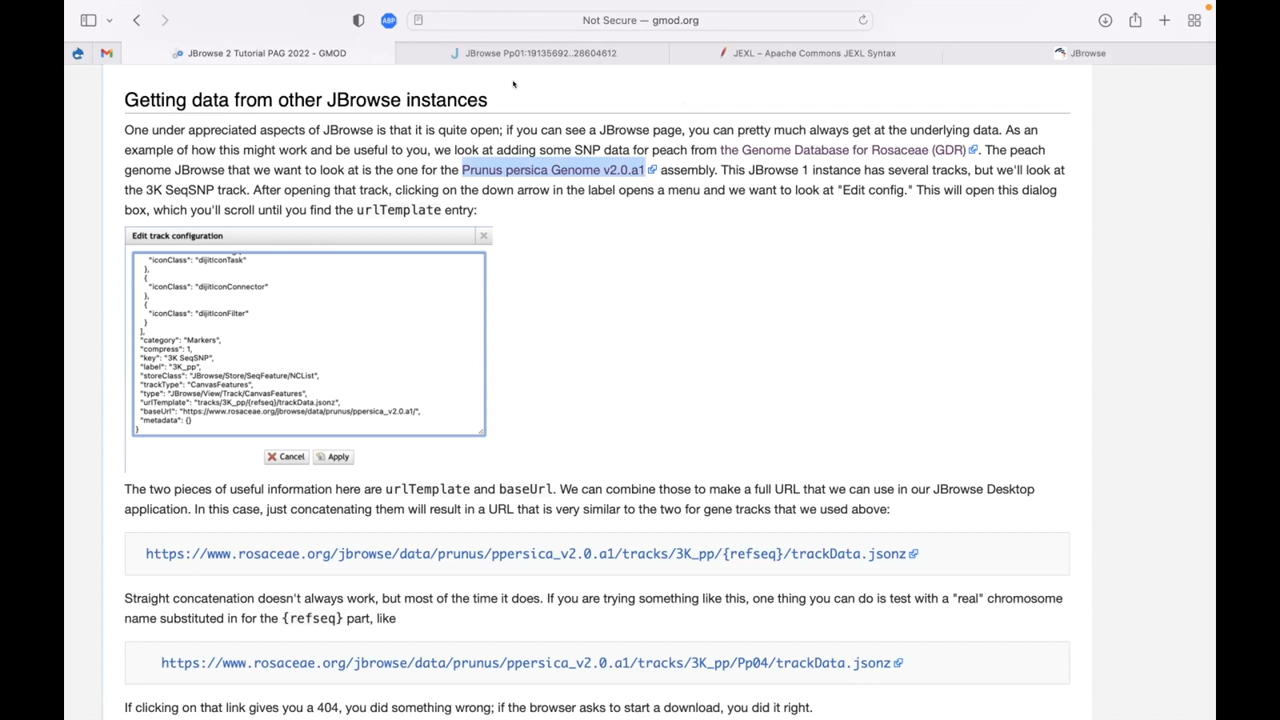 ABP
Not Secure — gmod.org
JBrowse 2 Tutorial PAG 2022 - GMOD
JBrowse Pp01:19135692..28604612
JEXL – Apache Commons JEXL Syntax
JBrowse
Getting data from other JBrowse instances
One under appreciated aspects of JBrowse is that it is quite open; if you can see a JBrowse page, you can pretty much always get at the underlying data. As an
example of how this might work and be useful to you, we look at adding some SNP data for peach from the Genome Database for Rosaceae (GDR). The peach
genome JBrowse that we want to look at is the one for the Prunus persica Genome v2.0.a1 assembly. This JBrowse 1 instance has several tracks, but we'll look at
the 3K SeqSNP track. After opening that track, clicking on the down arrow in the label opens a menu and we want to look at "Edit config." This will open this dialog
box, which you'll scroll until you find the urlTemplate entry:
Edit track configuration
"iconClass": "dijitIconTask"
},
{
"iconClass": "dijitIconConnector"
},
{
"iconClass": "dijitIconFilter"
}
],
"category": "Markers",
"compress": 1,
"key": "3K SeqSNP",
"label": "3K_pp",
"storeClass": "JBrowse/Store/SeqFeature/NCList",
"trackType": "CanvasFeatures",
"type": "JBrowse/View/Track/CanvasFeatures",
"urlTemplate": "tracks/3K_pp/{refseq}/trackData.jsonz",
"baseUrl": "https://www.rosaceae.org/jbrowse/data/prunus/ppersica_v2.0.a1/",
"metadata": {}
}
Cancel
Apply
The two pieces of useful information here are urlTemplate and baseUrl. We can combine those to make a full URL that we can use in our JBrowse Desktop
application. In this case, just concatenating them will result in a URL that is very similar to the two for gene tracks that we used above:
https://www.rosaceae.org/jbrowse/data/prunus/ppersica_v2.0.a1/tracks/3K_pp/{refseq}/trackData.jsonz
Straight concatenation doesn't always work, but most of the time it does. If you are trying something like this, one thing you can do is test with a "real" chromosome
name substituted in for the {refseq} part, like
https://www.rosaceae.org/jbrowse/data/prunus/ppersica_v2.0.a1/tracks/3K_pp/Pp04/trackData.jsonz
If clicking on that link gives you a 404, you did something wrong; if the browser asks to start a download, you did it right.